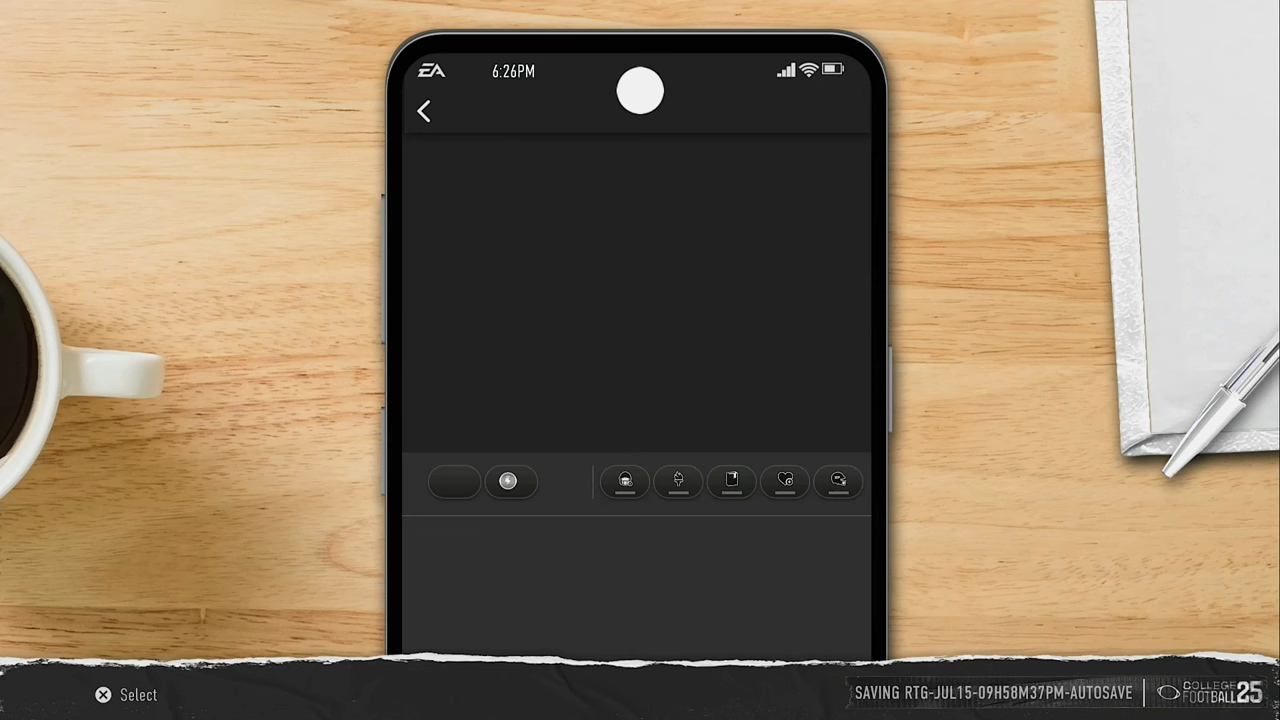 EA
6:26PM
Select
SAVING RTG-JUL15-09H58M37PM-AUTOSAVE
COLLEGE
FOOTBALL 25